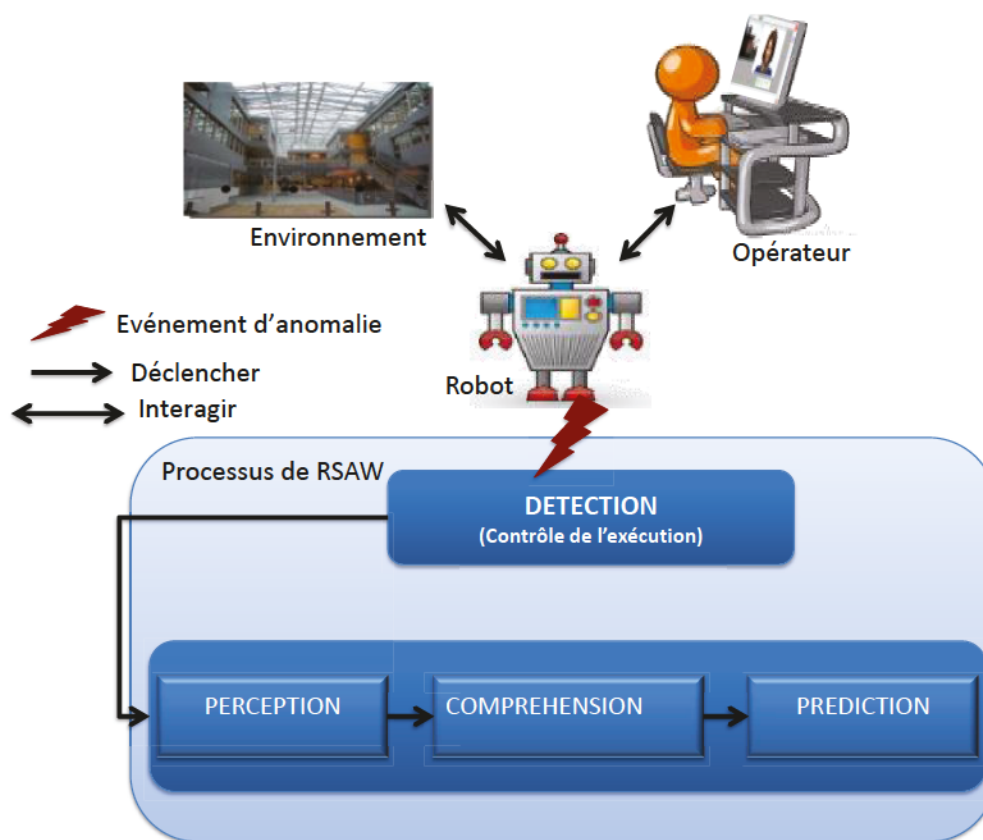 Environnement
Opérateur
Evénement d'anomalie
Déclencher
Interagir
Robot
Processus de RSAW
DETECTION
(Contrôle de l'exécution)
PERCEPTION
COMPREHENSION
PREDICTION